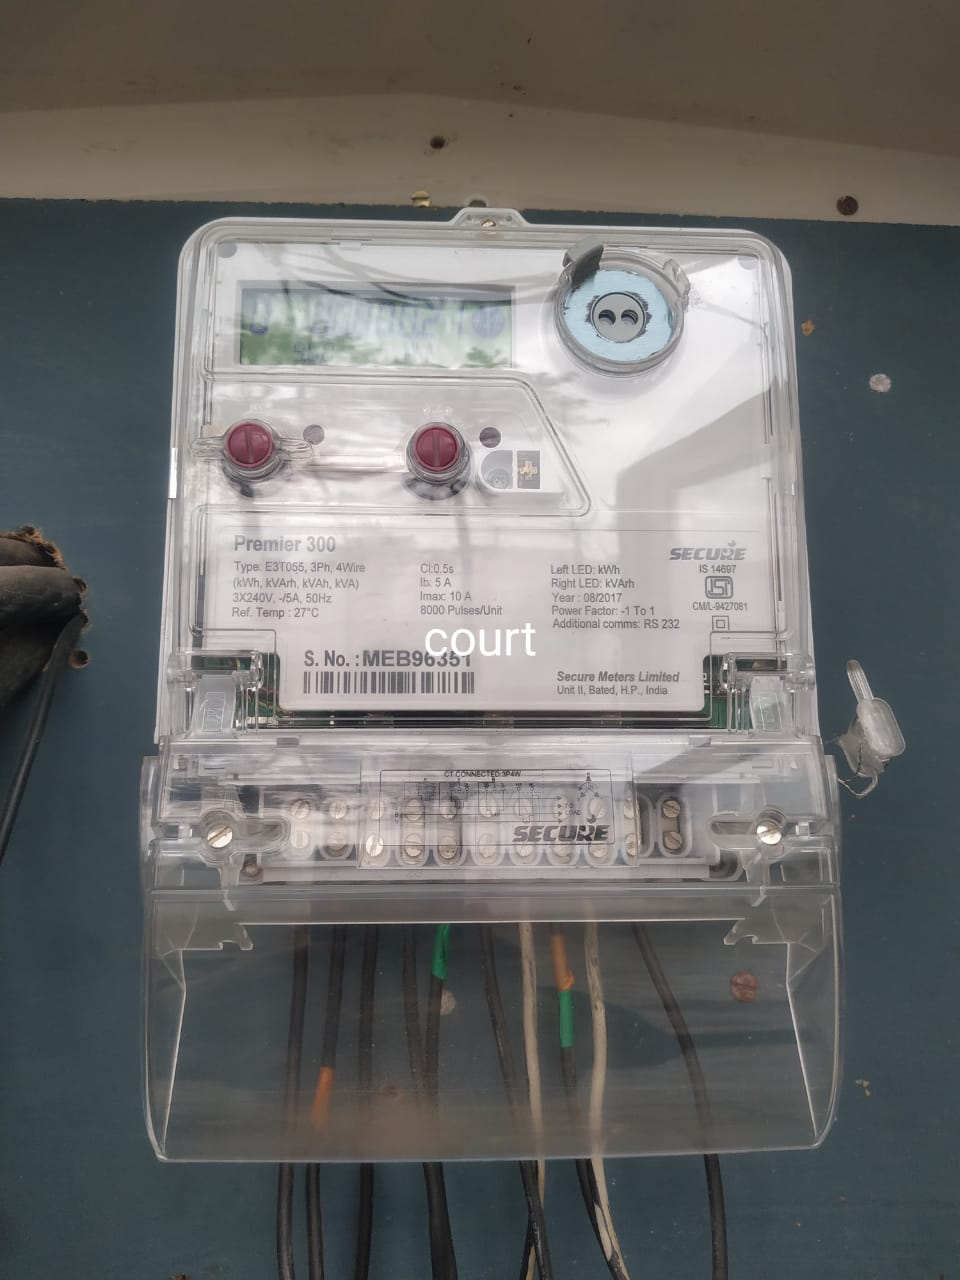 Premier 300
Type: E3T055, 3Ph, 4Wire
(kWh, kVArh, kVAh, kVA)
3X240V, -/5A, 50Hz
Ref. Temp : 27°C
Cl:0.5s
Ib: 5 A
Imax: 10 A
8000 Pulses/Unit
Left LED: kWh
Right LED: kVArh
Year : 08/2017
Power Factor: -1 To 1
Additional comms: RS 232
SECURE
IS 14697
CM/L-9427081
court
S. No. : MEB96351
Secure Meters Limited
Unit II, Bated, H.P., India
CT CONNECTED:3P4W
TO
LOAD
SECURE